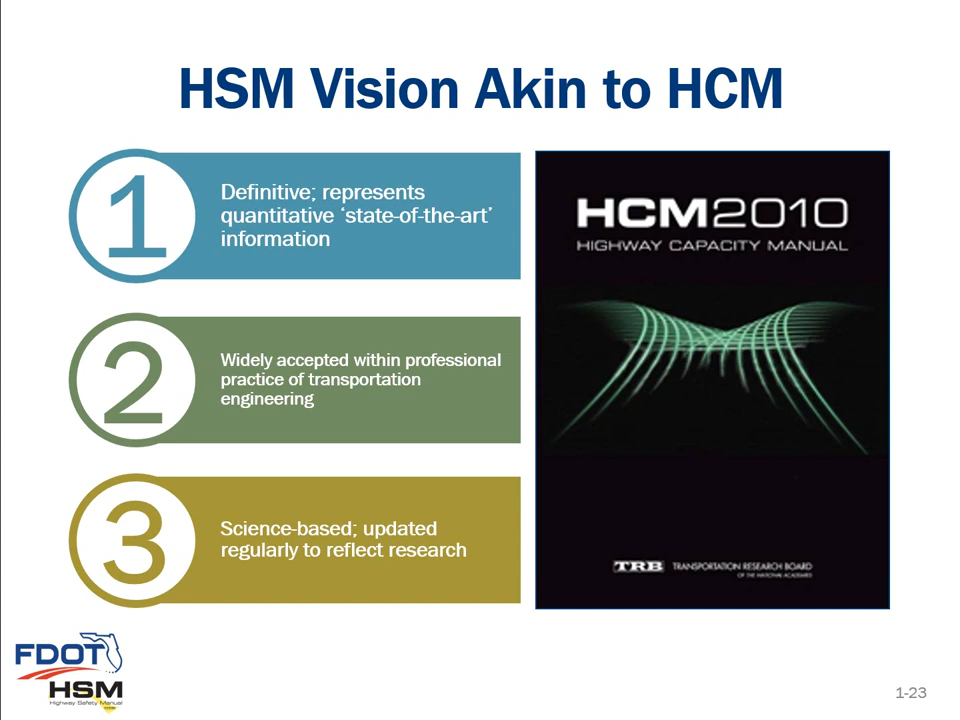 HSM Vision Akin to HCM
1
Definitive; represents
quantitative ‘state-of-the-art’
information
2
Widely accepted within professional
practice of transportation
engineering
3
Science-based; updated
regularly to reflect research
HCM2010
HIGHWAY CAPACITY MANUAL
TRB TRANSPORTATION RESEARCH BOARD
OF THE NATIONAL ACADEMIES
FDOT
HSM
Highway Safety Manual
1-23